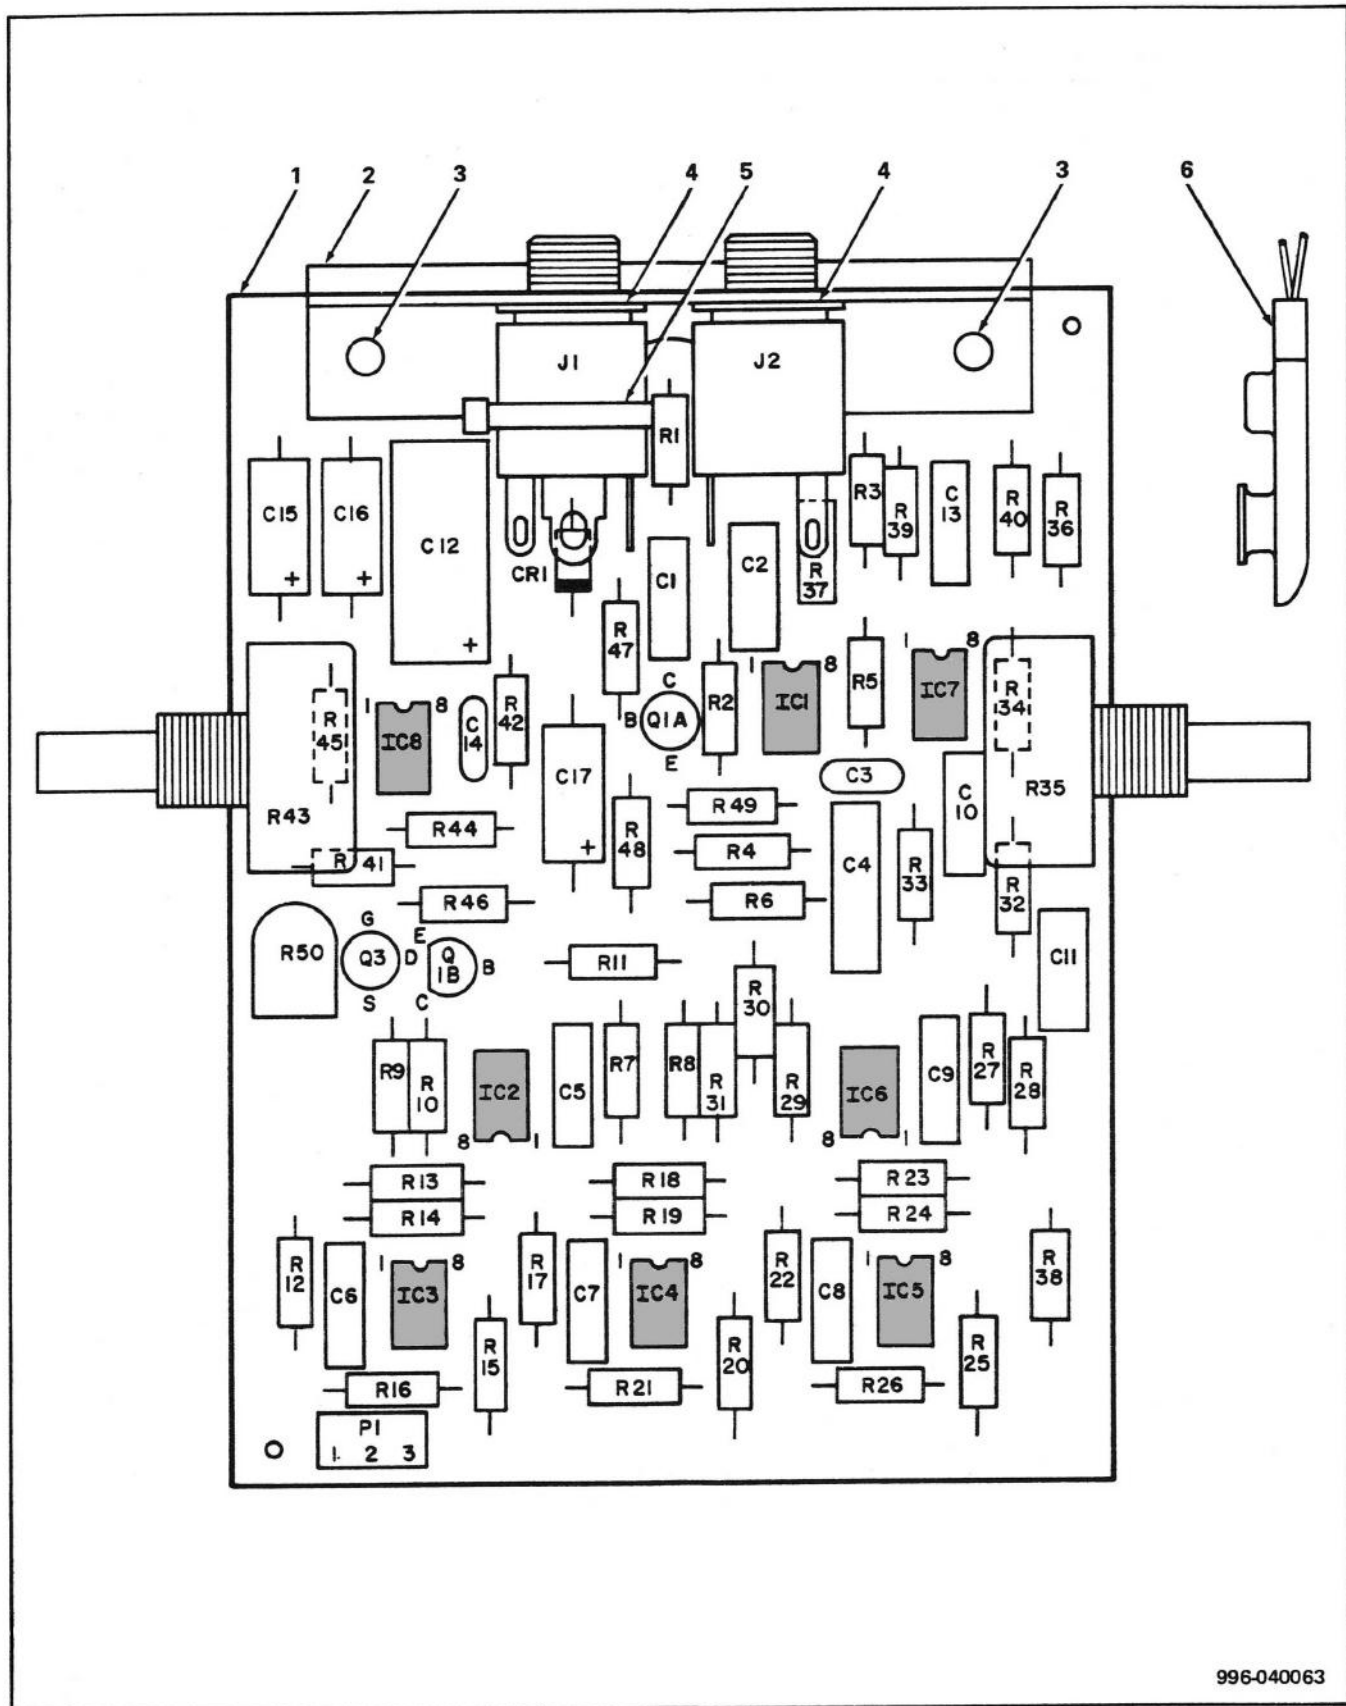 1 2 3 4 5 4 3 6
J1 J2
R1
C15 C16 C12 R3 R39 C13 R40 R36
+ +
CR1 C1 C2 R37
+
R47 R5 R34
C
1 8 1 8
R45 1 8 C14 R42 B Q1A R2 IC1 IC7
IC8
E
C17 C3 C10 R35
R43 R49
R44 R48 R4 C4 R33
+
R41
R46 R6 R32
G E
R50 Q3 D Q1B B R11 C11
S C
R30
R9 R10 IC2 C5 R7 R8 R31 R29 IC6 C9 R27 R28
8 1 8 1
R13 R18 R23
R14 R19 R24
1 8 1 8 1 8
R12 C6 IC3 R17 C7 IC4 R22 C8 IC5 R38
R15 R20 R25
R16 R21 R26
P1
1 2 3
996-040063